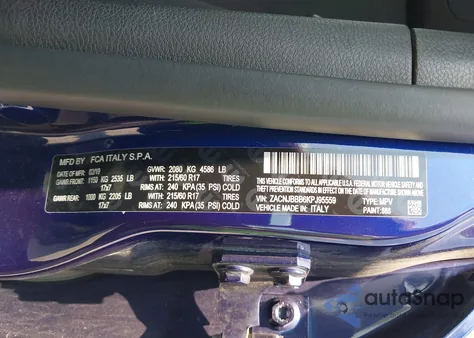 MFD BY FCA ITALY S.P.A.
DATE OF MFR: 02/19 GVWR: 2080 KG 4586 LB
GAWR FRONT: 1150 KG 2535 LB WITH: 215/60 R17 TIRES
17x7 RIMS AT: 240 KPA (35 PSI) COLD
GAWR REAR: 1000 KG 2205 LB WITH: 215/60 R17 TIRES
17x7 RIMS AT: 240 KPA (35 PSI) COLD
THIS VEHICLE CONFORMS TO ALL APPLICABLE
FEDERAL MOTOR VEHICLE SAFETY AND
THEFT PREVENTION STANDARDS IN EFFECT ON
THE DATE OF MANUFACTURE SHOWN ABOVE
VIN: ZACNJBBB6KPJ95559 TYPE: MPV
VEHICLE MADE IN: ITALY PAINT: 888
autoSnap